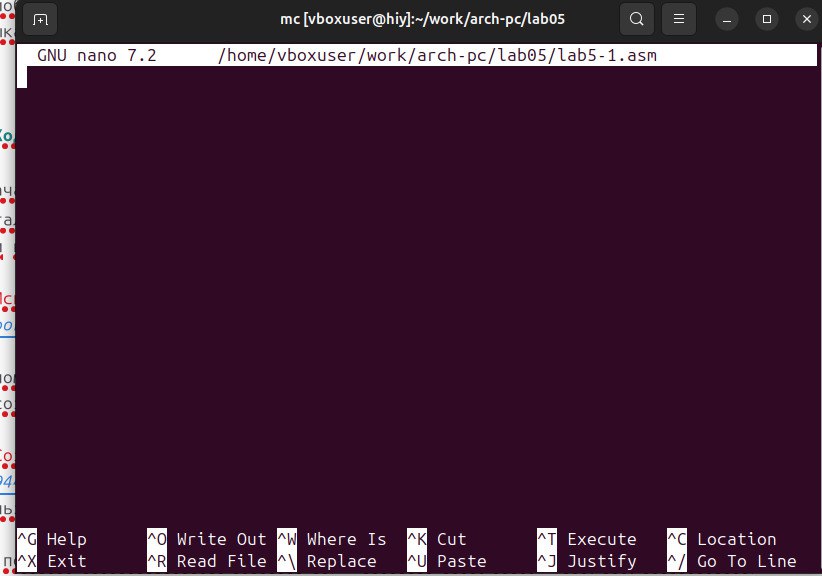 mc [vboxuser@hiy]:~/work/arch-pc/lab05
GNU nano 7.2 /home/vboxuser/work/arch-pc/lab05/lab5-1.asm
^G Help ^O Write Out ^W Where Is ^K Cut ^T Execute ^C Location
^X Exit ^R Read File ^\ Replace ^U Paste ^J Justify ^/ Go To Line